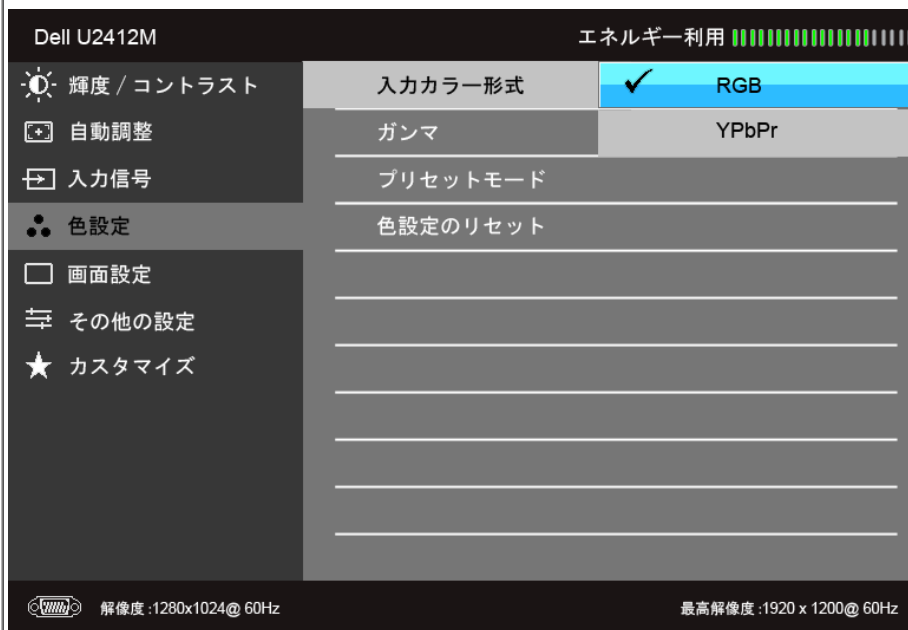 Dell U2412M
エネルギー利用
輝度 / コントラスト
自動調整
入力信号
色設定
画面設定
その他の設定
カスタマイズ
入力カラー形式
RGB
ガンマ
YPbPr
プリセットモード
色設定のリセット
解像度 :1280x1024@ 60Hz
最高解像度 :1920 x 1200@ 60Hz